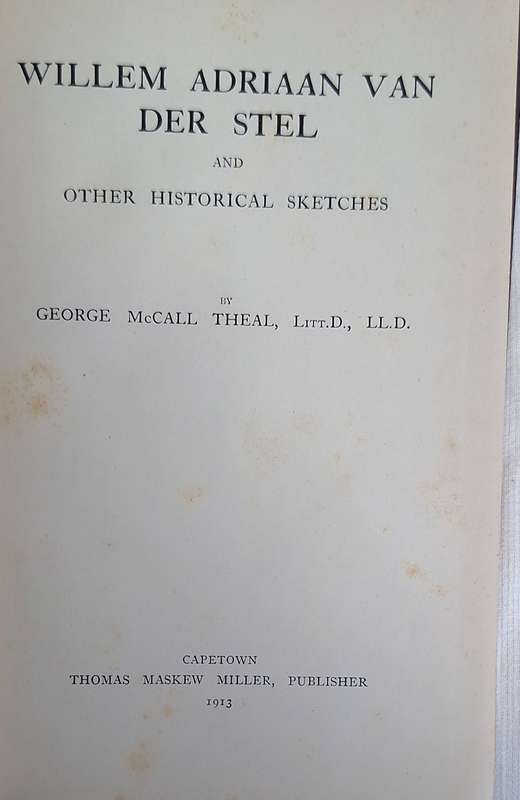 WILLEM ADRIAAN VAN
DER STEL
AND
OTHER HISTORICAL SKETCHES
BY
GEORGE McCALL THEAL, Litt.D., LL.D.
CAPETOWN
THOMAS MASKEW MILLER, PUBLISHER
1913